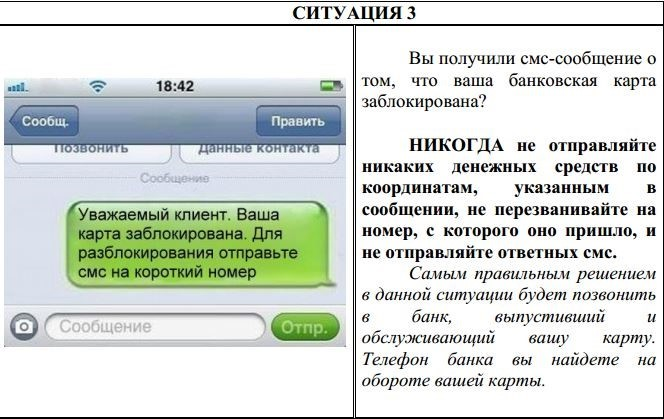 СИТУАЦИЯ 3
18:42
Сообщ.
Править
Позвонить
Данные контакта
Сообщение
Уважаемый клиент. Ваша
карта заблокирована. Для
разблокирования отправьте
смс на короткий номер
Сообщение
Отпр.
Вы получили смс-сообщение о
том, что ваша банковская карта
заблокирована?
НИКОГДА не отправляйте
никаких денежных средств по
координатам, указанным в
сообщении, не перезванивайте на
номер, с которого оно пришло, и
не отправляйте ответных смс.
Самым правильным решением
в данной ситуации будет позвонить
в банк, выпустивший и
обслуживающий вашу карту.
Телефон банка вы найдете на
обороте вашей карты.